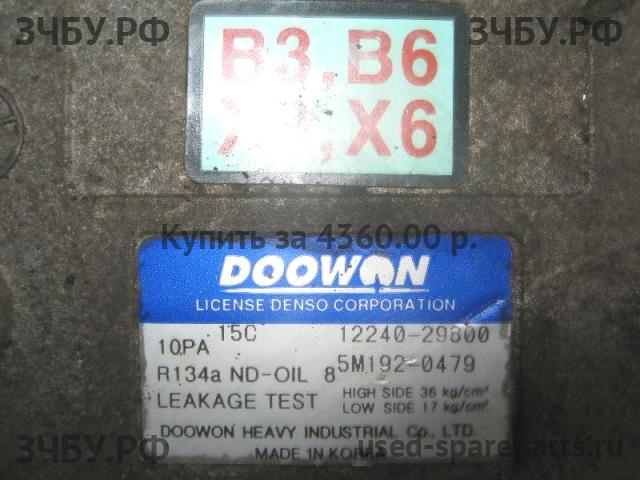 ЗЧБУ.РФ
ЗЧБУ.РФ
B3,B6
,X6
Купить за 4360.00 р.
DOOWON
LICENSE DENSO CORPORATION
10PA 15C 12240-29800
R134a ND-OIL 8 5M192-0479
LEAKAGE TEST HIGH SIDE 36 kg/cm²
LOW SIDE 17 kg/cm²
DOOWON HEAVY INDUSTRIAL Co., LTD.
MADE IN KOREA
ЗЧБУ.РФ
used-spareparts.ru